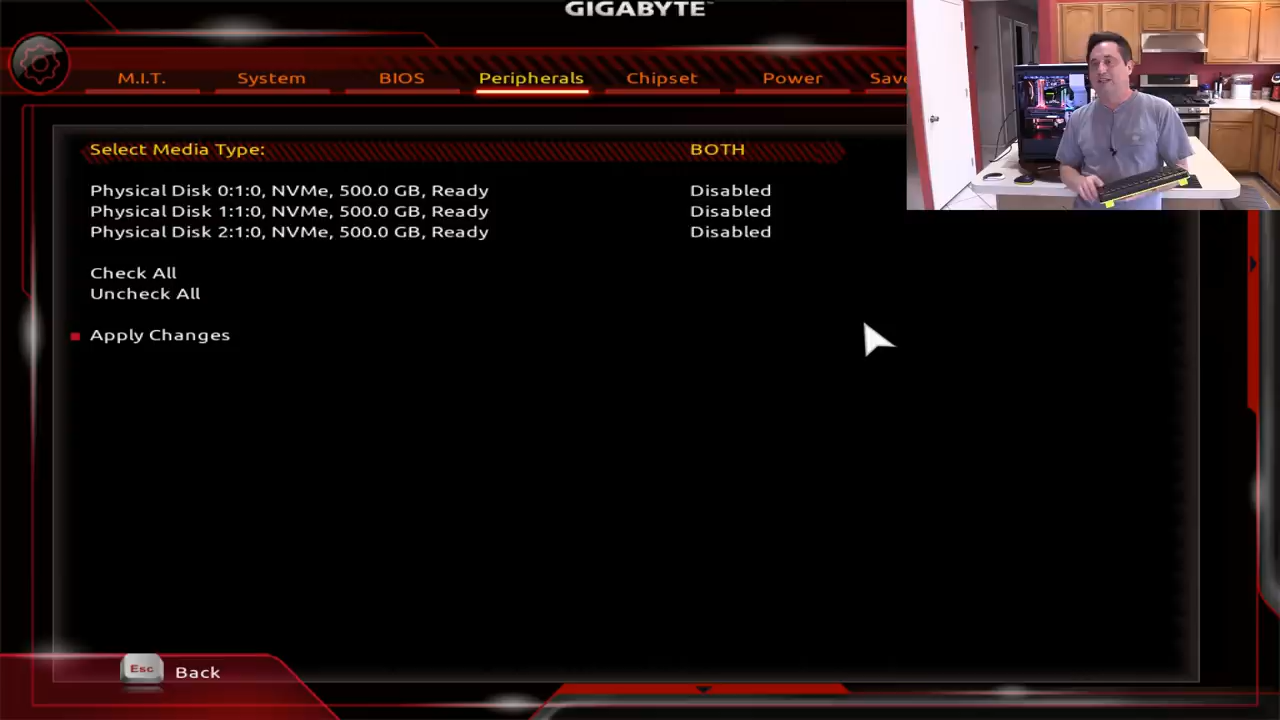 GIGABYTE™
M.I.T. System BIOS Peripherals Chipset Power Save
Select Media Type: BOTH
Physical Disk 0:1:0, NVMe, 500.0 GB, Ready Disabled
Physical Disk 1:1:0, NVMe, 500.0 GB, Ready Disabled
Physical Disk 2:1:0, NVMe, 500.0 GB, Ready Disabled
Check All
Uncheck All
Apply Changes
Esc Back